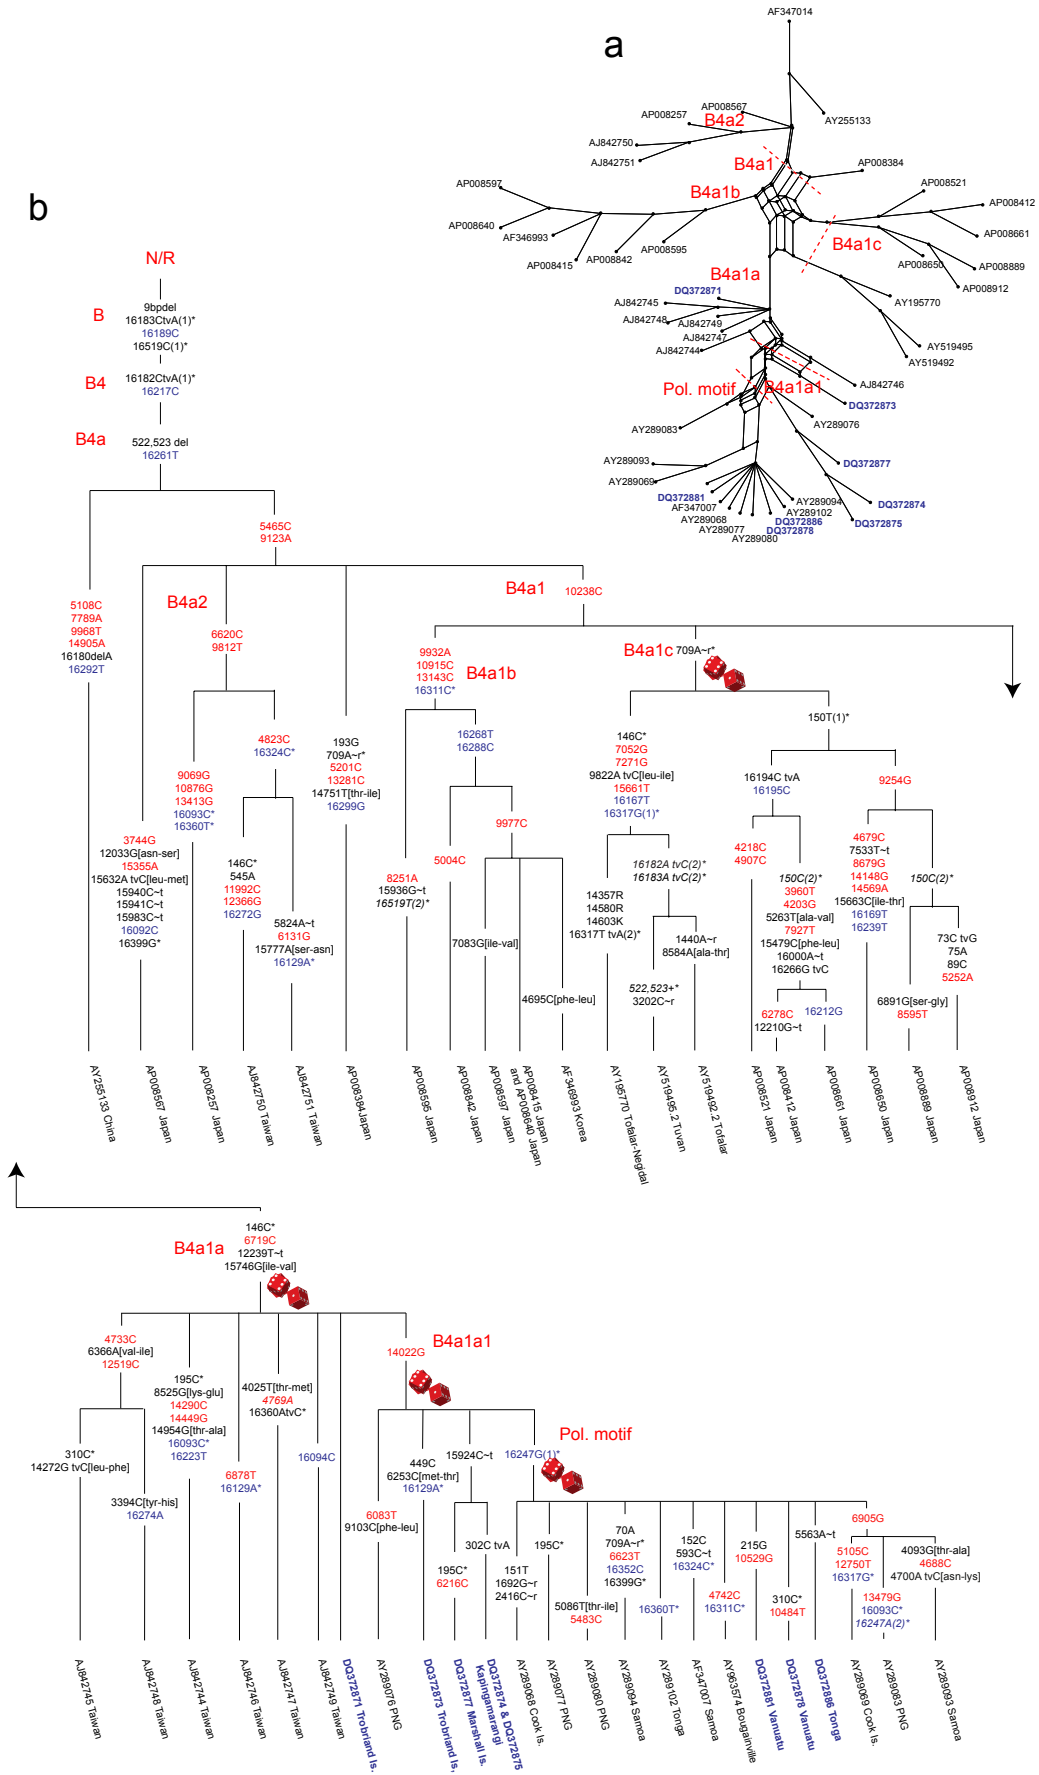 a
AF347014
AP008567
AP008257
B4a2
AY255133
AJ842750
AJ842751
B4a1
AP008384
AP008597
B4a1b
AP008521
AP008412
AP008640
AF346993
AP008415
AP008842
AP008595
B4a1c
AP008661
AP008650
AP008889
AP008912
B4a1a
DQ372871
AJ842745
AJ842748
AJ842749
AJ842747
AJ842744
AY195770
AY519495
AY519492
Pol. motif
B4a1a1
AJ842746
DQ372873
AY289083
AY289076
AY289093
AY289069
DQ372877
DQ372881
AF347007
AY289068
AY289077
AY289080
AY289094
AY289102
DQ372886
DQ372878
DQ372874
DQ372875
b
N/R
B
9bpdel
16183CtvA(1)*
16189C
16519C(1)*
B4
16182CtvA(1)*
16217C
B4a
522,523 del
16261T
5465C
9123A
5108C
7789A
9968T
14905A
16180delA
16292T
B4a2
6620C
9812T
B4a1
10238C
9932A
10915C
13143C
16311C*
B4a1b
B4a1c
709A~r*
3744G
12033G[asn-ser]
15355A
15632A tvC[leu-met]
15940C~t
15941C~t
15983C~t
16092C
16399G*
9069G
10876G
13413G
16093C*
16360T*
4823C
16324C*
146C*
545A
11992C
12366G
16272G
5824A~t
6131G
15777A[ser-asn]
16129A*
193G
709A~r*
5201C
13281C
14751T[thr-ile]
16299G
8251A
15936G~t
16519T(2)*
16268T
16288C
5004C
9977C
7083G[ile-val]
4695C[phe-leu]
146C*
7052G
7271G
9822A tvC[leu-ile]
15661T
16167T
16317G(1)*
14357R
14580R
14603K
16317T tvA(2)*
16182A tvC(2)*
16183A tvC(2)*
522,523+*
3202C~r
1440A~r
8584A[ala-thr]
150T(1)*
16194C tvA
16195C
4218C
4907C
150C(2)*
3960T
4203G
5263T[ala-val]
7927T
15479C[phe-leu]
16000A~t
16266G tvC
6278C
12210G~t
16212G
9254G
4679C
7533T~t
8679G
14148G
14569A
15663C[ile-thr]
16169T
16239T
150C(2)*
6891G[ser-gly]
8595T
73C tvG
75A
89C
5252A
AY255133 China
AP008567 Japan
AP008257 Japan
AJ842750 Taiwan
AJ842751 Taiwan
AP008384Japan
AP008595 Japan
AP008842 Japan
AP008597 Japan
AP008415 Japan
and AP008640 Japan
AF346993 Korea
AY195770 Tofalar-Negidal
AY519495.2 Tuvan
AY519492.2 Tofalar
AP008521 Japan
AP008412 Japan
AP008661 Japan
AP008650 Japan
AP008889 Japan
AP008912 Japan
B4a1a
146C*
6719C
12239T~t
15746G[ile-val]
4733C
6366A[val-ile]
12519C
310C*
14272G tvC[leu-phe]
3394C[tyr-his]
16274A
195C*
8525G[lys-glu]
14290C
14449G
14954G[thr-ala]
16093C*
16223T
6878T
16129A*
4025T[thr-met]
4769A
16360AtvC*
16094C
B4a1a1
14022G
6083T
9103C[phe-leu]
449C
6253C[met-thr]
16129A*
15924C~t
195C*
6216C
302C tvA
Pol. motif
16247G(1)*
151T
1692G~r
2416C~r
195C*
5086T[thr-ile]
5483C
70A
709A~r*
6623T
16352C
16399G*
16360T*
152C
593C~t
16324C*
4742C
16311C*
215G
10529G
310C*
10484T
5563A~t
6905G
5105C
12750T
16317G*
13479G
16093C*
16247A(2)*
4093G[thr-ala]
4688C
4700A tvC[asn-lys]
AJ842745 Taiwan
AJ842748 Taiwan
AJ842744 Taiwan
AJ842746 Taiwan
AJ842747 Taiwan
AJ842749 Taiwan
DQ372871 Trobriand Is.
AY289076 PNG
DQ372873 Trobriand Is,
DQ372877 Marshall Is.
DQ372874 & DQ372875
Kapingamarangi
AY289068 Cook Is.
AY289077 PNG
AY289080 PNG
AY289094 Samoa
AY289102 Tonga
AF347007 Samoa
AY963574 Bougainville
DQ372881 Vanuatu
DQ372878 Vanuatu
DQ372886 Tonga
AY289069 Cook Is.
AY289083 PNG
AY289093 Samoa